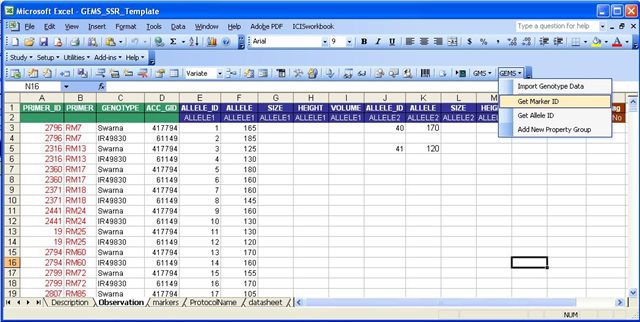 Microsoft Excel - GEMS_SSR_Template
File Edit View Insert Format Tools Data Window Help Adobe PDF ICISworkbook Type a question for help
Arial 9 B I U
Study Setup Utilities Add-ins Help
Variate GMS GEMS
N16 fx
Import Genotype Data
Get Marker ID
Get Allele ID
Add New Property Group
A B C D E F G H I J K L M
1 PRIMER_ID PRIMER GENOTYPE ACC_GID ALLELE_ID ALLELE SIZE HEIGHT VOLUME ALLELE_ID ALLELE SIZE
2 ALLELE1 ALLELE1 ALLELE1 ALLELE1 ALLELE1 ALLELE2 ALLELE2 ALLELE2 No
3 2796 RM7 Swarna 417794 1 165 40 170
4 2796 RM7 IR49830 61149 2 185
5 2316 RM13 Swarna 417794 3 125 41 120
6 2316 RM13 IR49830 61149 4 130
7 2360 RM17 Swarna 417794 5 180
8 2360 RM17 IR49830 61149 6 160
9 2371 RM18 Swarna 417794 7 160
10 2371 RM18 IR49830 61149 8 145
11 2441 RM24 Swarna 417794 9 160
12 2441 RM24 IR49830 61149 10 130
13 19 RM25 Swarna 417794 11 130
14 19 RM25 IR49830 61149 12 120
15 2794 RM60 Swarna 417794 13 170
16 2794 RM60 IR49830 61149 14 160
17 2799 RM72 Swarna 417794 15 155
18 2799 RM72 IR49830 61149 16 170
19 2807 RM85 Swarna 417794 17 105
Description Observation markers ProtocolName datasheet
NUM